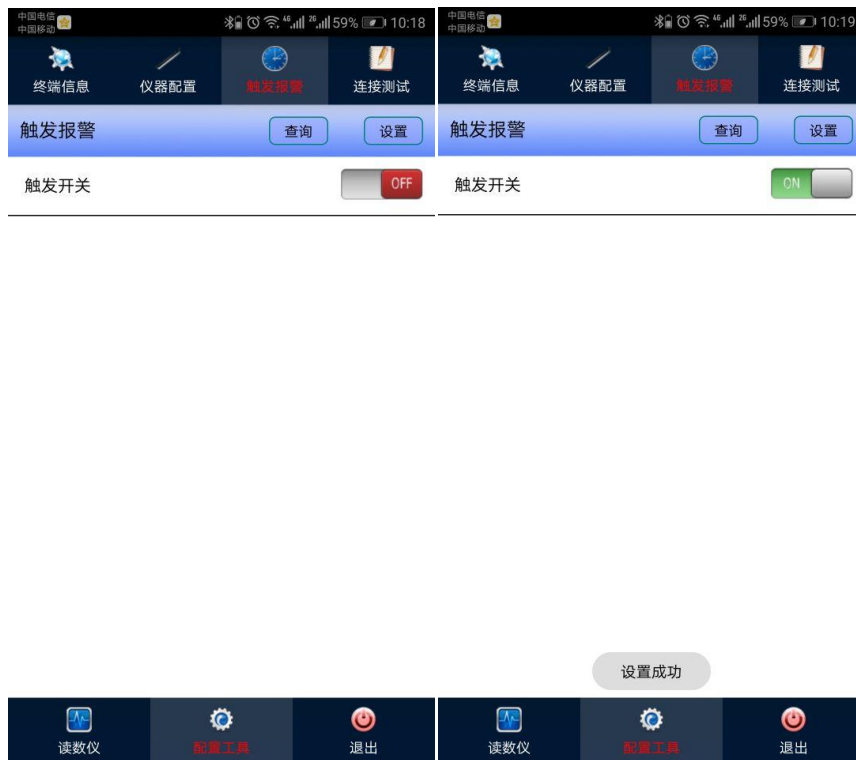 中国电信
中国移动
46 26 59% 10:18
终端信息 仪器配置 触发报警 连接测试
触发报警 查询 设置
触发开关 OFF
读数仪 配置工具 退出
中国电信
中国移动
46 26 59% 10:19
终端信息 仪器配置 触发报警 连接测试
触发报警 查询 设置
触发开关 ON
设置成功
读数仪 配置工具 退出